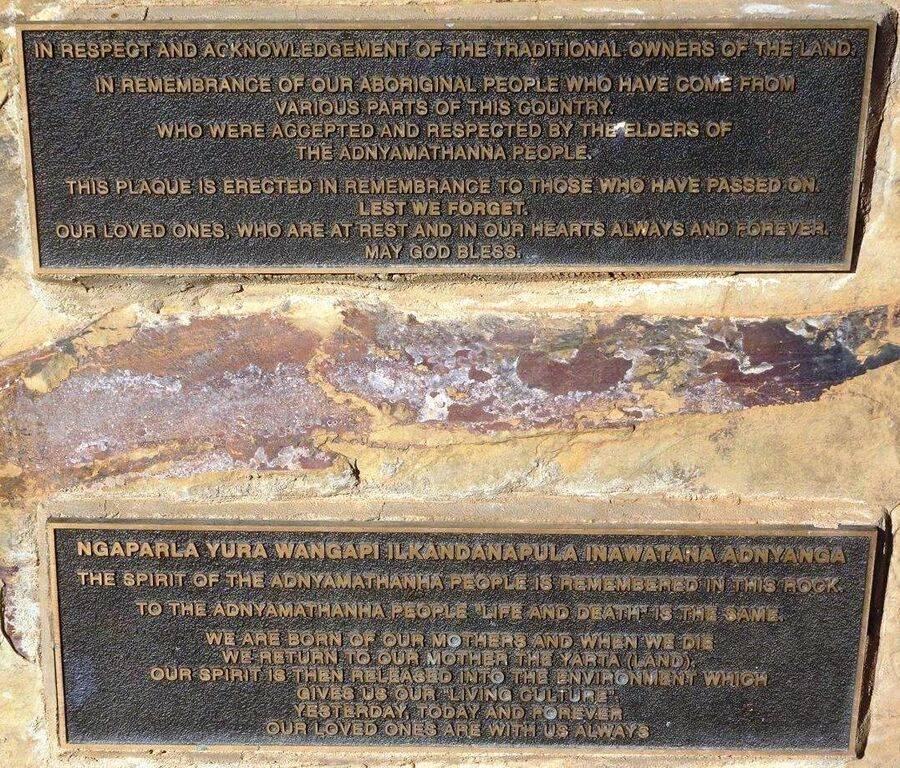 IN RESPECT AND ACKNOWLEDGEMENT OF THE TRADITIONAL OWNERS OF THE LAND.
IN REMEMBRANCE OF OUR ABORIGINAL PEOPLE WHO HAVE COME FROM
VARIOUS PARTS OF THIS COUNTRY.
WHO WERE ACCEPTED AND RESPECTED BY THE ELDERS OF
THE ADNYAMATHANNA PEOPLE.
THIS PLAQUE IS ERECTED IN REMEMBRANCE TO THOSE WHO HAVE PASSED ON.
LEST WE FORGET.
OUR LOVED ONES, WHO ARE AT REST AND IN OUR HEARTS ALWAYS AND FOREVER.
MAY GOD BLESS.
NGAPARLA YURA WANGAPI ILKANDANAPULA INAWATANA ADNYANGA
THE SPIRIT OF THE ADNYAMATHANHA PEOPLE IS REMEMBERED IN THIS ROCK.
TO THE ADNYAMATHANHA PEOPLE "LIFE AND DEATH" IS THE SAME.
WE ARE BORN OF OUR MOTHERS AND WHEN WE DIE
WE RETURN TO OUR MOTHER THE YARTA (LAND).
OUR SPIRIT IS THEN RELEASED INTO THE ENVIRONMENT WHICH
GIVES US OUR "LIVING CULTURE".
YESTERDAY, TODAY AND FOREVER
OUR LOVED ONES ARE WITH US ALWAYS